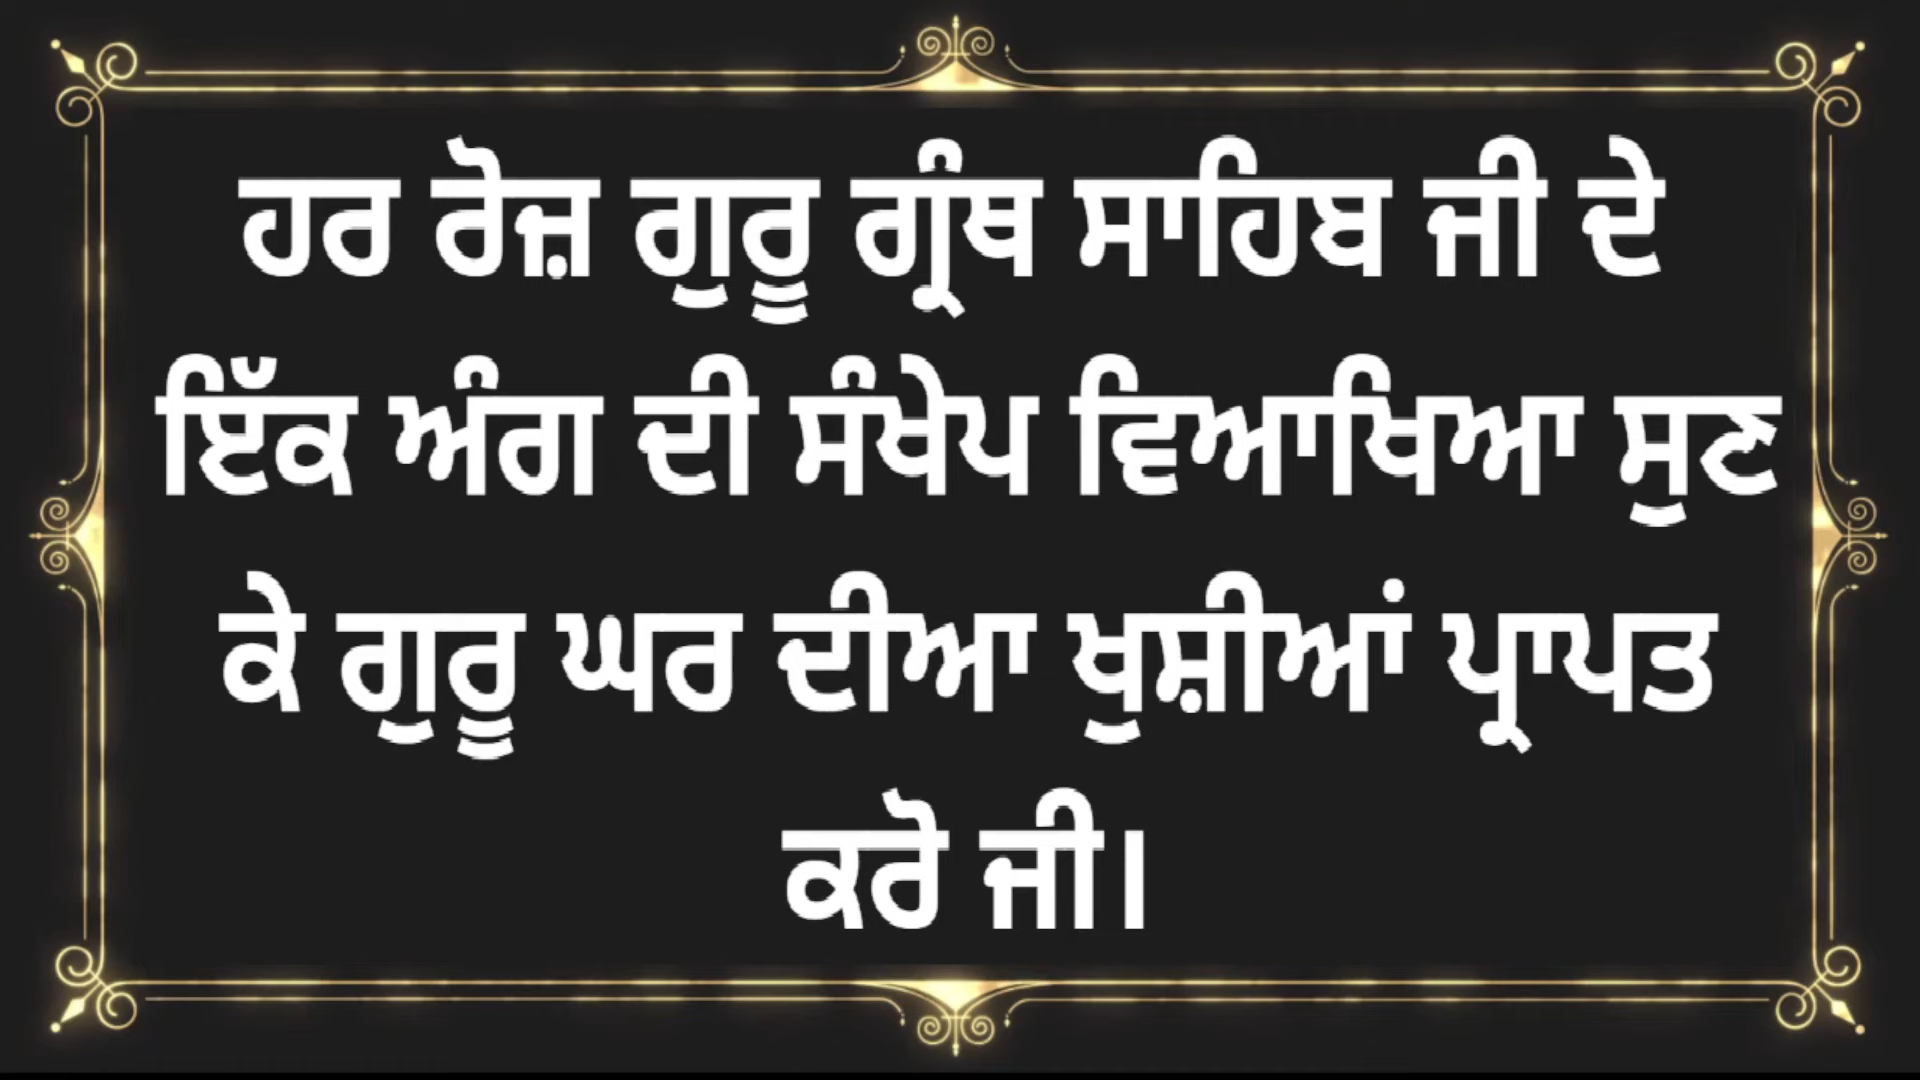 ਹਰ ਰੋਜ਼ ਗੁਰੂ ਗ੍ਰੰਥ ਸਾਹਿਬ ਜੀ ਦੇ
ਇੱਕ ਅੰਗ ਦੀ ਸੰਖੇਪ ਵਿਆਖਿਆ ਸੁਣ
ਕੇ ਗੁਰੂ ਘਰ ਦੀਆ ਖੁਸ਼ੀਆਂ ਪ੍ਰਾਪਤ
ਕਰੋ ਜੀ।